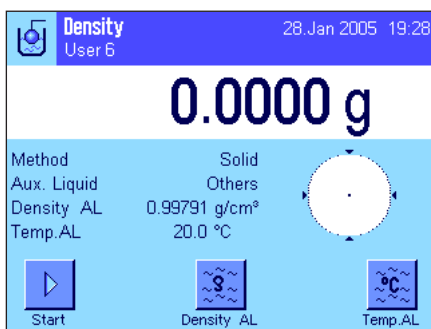 Density 28.Jan 2005 19:28
User 6
0.0000 g
Method Solid
Aux. Liquid Others
Density AL 0.99791 g/cm³
Temp.AL 20.0 °C
°C
Start Density AL Temp.AL